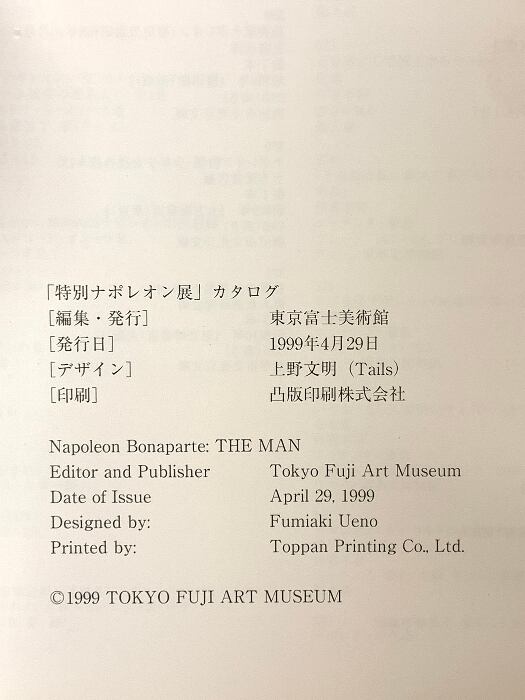 「特別ナポレオン展」カタログ
［編集・発行］ 東京富士美術館
［発行日］ 1999年4月29日
［デザイン］ 上野文明（Tails）
［印刷］ 凸版印刷株式会社
Napoleon Bonaparte: THE MAN
Editor and Publisher Tokyo Fuji Art Museum
Date of Issue April 29, 1999
Designed by: Fumiaki Ueno
Printed by: Toppan Printing Co., Ltd.
©1999 TOKYO FUJI ART MUSEUM